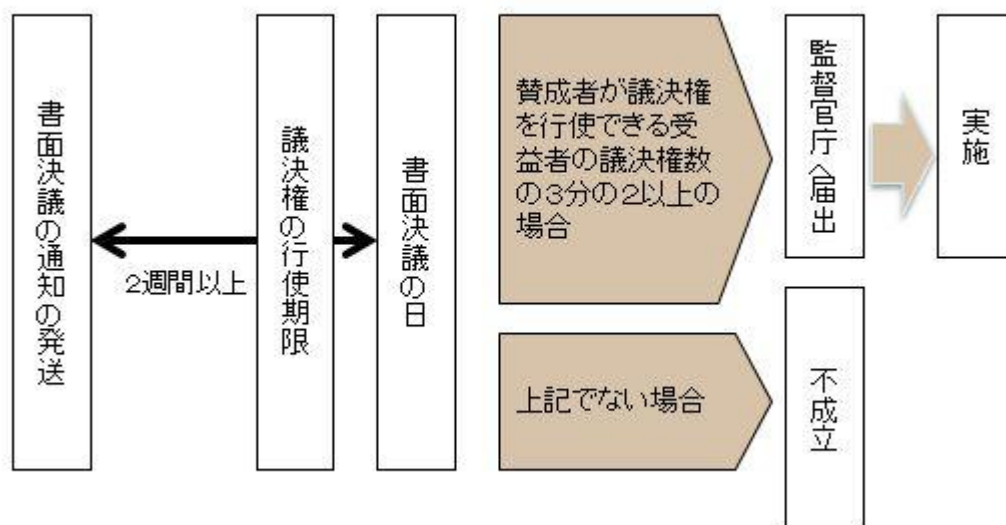 書面決議の通知の発送
2週間以上
議決権の行使期限
書面決議の日
賛成者が議決権
を行使できる受
益者の議決権数
の3分の2以上の
場合
上記でない場合
監督官庁へ届出
不成立
実施